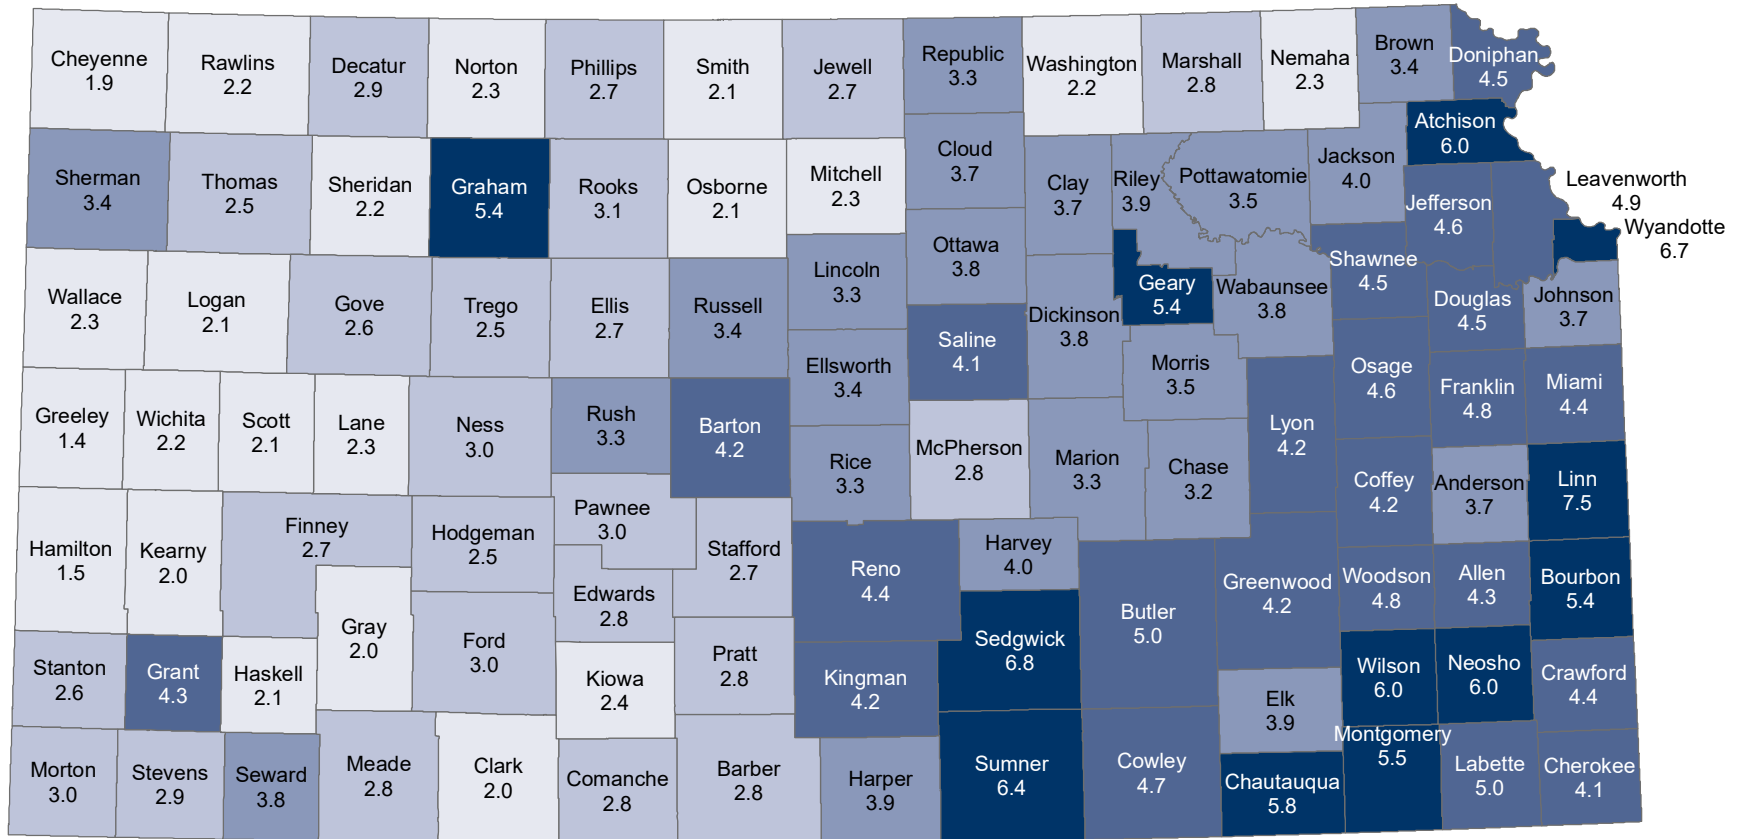 Cheyenne
1.9
Rawlins
2.2
Decatur
2.9
Norton
2.3
Phillips
2.7
Smith
2.1
Jewell
2.7
Republic
3.3
Washington
2.2
Marshall
2.8
Nemaha
2.3
Brown
3.4
Doniphan
4.5
Sherman
3.4
Thomas
2.5
Sheridan
2.2
Graham
5.4
Rooks
3.1
Osborne
2.1
Mitchell
2.3
Cloud
3.7
Clay
3.7
Riley
3.9
Pottawatomie
3.5
Jackson
4.0
Atchison
6.0
Jefferson
4.6
Leavenworth
4.9
Wyandotte
6.7
Wallace
2.3
Logan
2.1
Gove
2.6
Trego
2.5
Ellis
2.7
Russell
3.4
Lincoln
3.3
Ottawa
3.8
Saline
4.1
Dickinson
3.8
Geary
5.4
Wabaunsee
3.8
Shawnee
4.5
Douglas
4.5
Johnson
3.7
Greeley
1.4
Wichita
2.2
Scott
2.1
Lane
2.3
Ness
3.0
Rush
3.3
Barton
4.2
Ellsworth
3.4
Rice
3.3
McPherson
2.8
Marion
3.3
Morris
3.5
Chase
3.2
Lyon
4.2
Osage
4.6
Franklin
4.8
Miami
4.4
Coffey
4.2
Anderson
3.7
Linn
7.5
Hamilton
1.5
Kearny
2.0
Finney
2.7
Hodgeman
2.5
Pawnee
3.0
Stafford
2.7
Edwards
2.8
Reno
4.4
Harvey
4.0
Butler
5.0
Greenwood
4.2
Woodson
4.8
Allen
4.3
Bourbon
5.4
Stanton
2.6
Grant
4.3
Haskell
2.1
Gray
2.0
Ford
3.0
Kiowa
2.4
Pratt
2.8
Kingman
4.2
Sedgwick
6.8
Elk
3.9
Wilson
6.0
Neosho
6.0
Crawford
4.4
Morton
3.0
Stevens
2.9
Seward
3.8
Meade
2.8
Clark
2.0
Comanche
2.8
Barber
2.8
Harper
3.9
Sumner
6.4
Cowley
4.7
Chautauqua
5.8
Montgomery
5.5
Labette
5.0
Cherokee
4.1